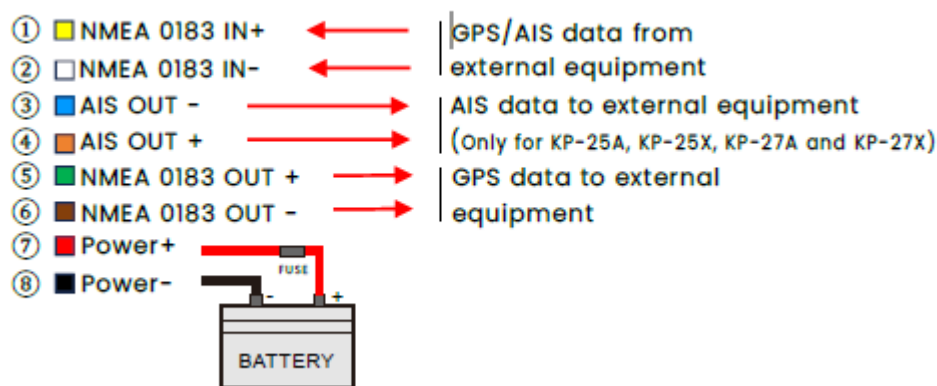 ① NMEA 0183 IN+ GPS/AIS data from
② NMEA 0183 IN- external equipment
③ AIS OUT - AIS data to external equipment
④ AIS OUT + (Only for KP-25A, KP-25X, KP-27A and KP-27X)
⑤ NMEA 0183 OUT + GPS data to external
⑥ NMEA 0183 OUT - equipment
⑦ Power+
FUSE
⑧ Power-
- +
BATTERY